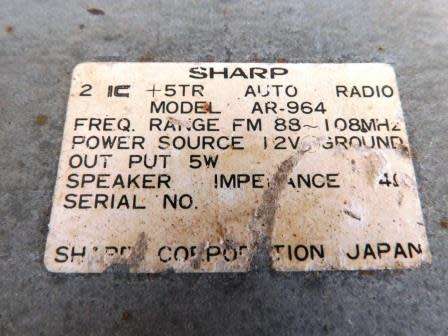 SHARP
2 IC +5TR AUTO RADIO
MODEL AR-964
FREQ. RANGE FM 88~108MHz
POWER SOURCE 12V GROUND
OUT PUT 5W
SPEAKER IMPEDANCE 4Ω
SERIAL NO.
SHARP CORPORATION JAPAN